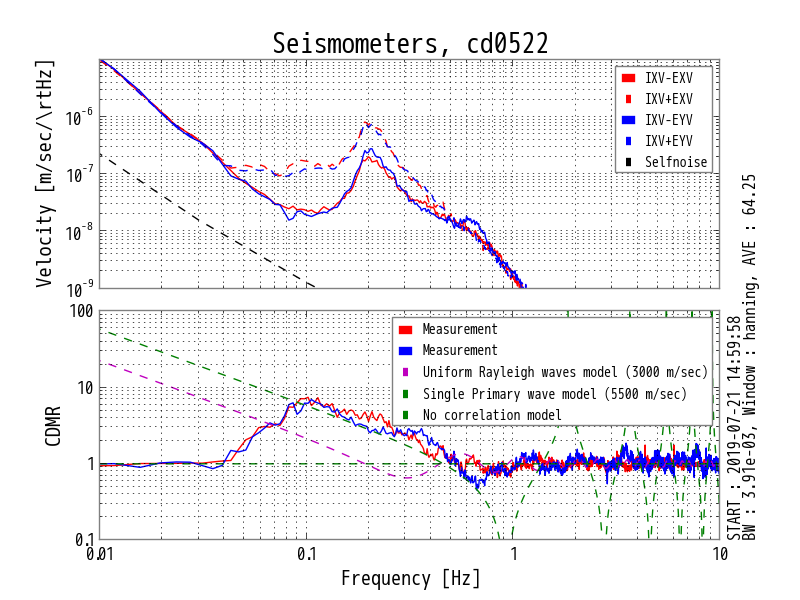 Seismometers, cd0522
Velocity [m/sec/\rtHz]
10^-6
10^-7
10^-8
10^-9
IXV-EXV
IXV+EXV
IXV-EYV
IXV+EYV
Selfnoise
CDMR
100
10
1
0.1
Measurement
Measurement
Uniform Rayleigh waves model (3000 m/sec)
Single Primary wave model (5500 m/sec)
No correlation model
0.01
0.1
1
10
Frequency [Hz]
START : 2019-07-21 14:59:58
BW : 3.91e-03, Window : hanning, AVE : 64.25